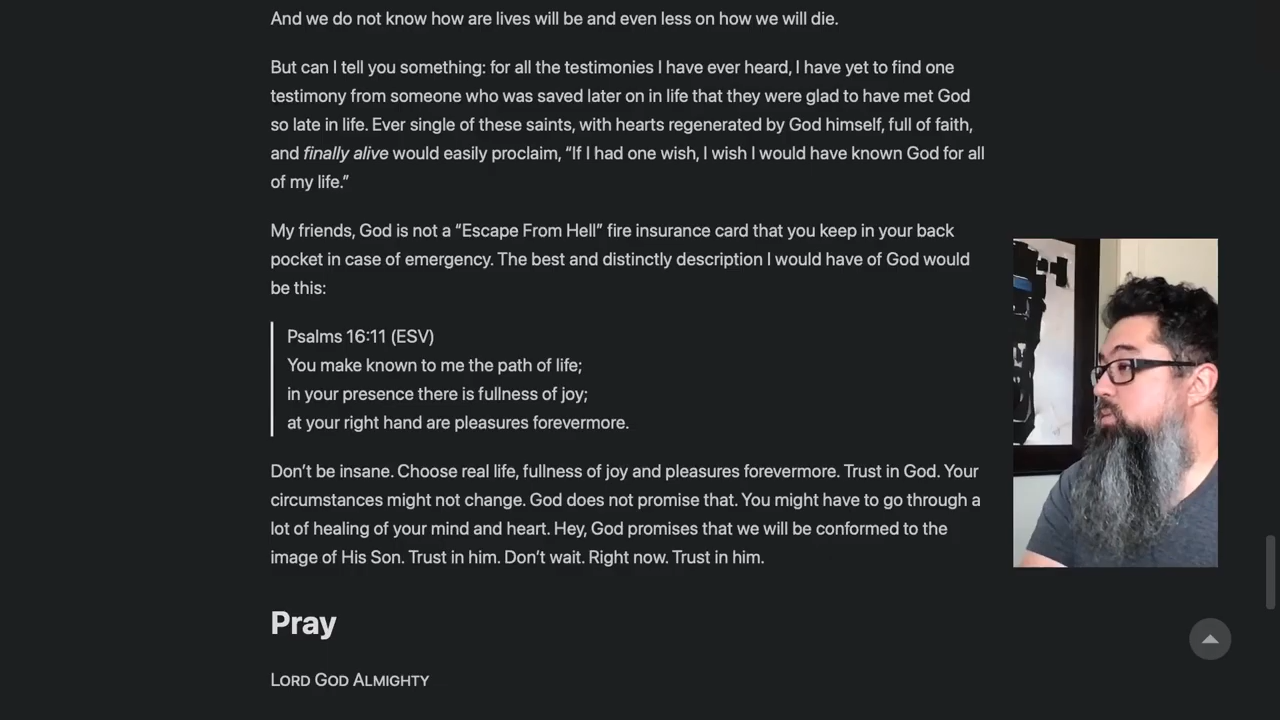 And we do not know how are lives will be and even less on how we will die.
But can I tell you something: for all the testimonies I have ever heard, I have yet to find one
testimony from someone who was saved later on in life that they were glad to have met God
so late in life. Ever single of these saints, with hearts regenerated by God himself, full of faith,
and finally alive would easily proclaim, “If I had one wish, I wish I would have known God for all
of my life.”
My friends, God is not a “Escape From Hell” fire insurance card that you keep in your back
pocket in case of emergency. The best and distinctly description I would have of God would
be this:
Psalms 16:11 (ESV)
You make known to me the path of life;
in your presence there is fullness of joy;
at your right hand are pleasures forevermore.
Don’t be insane. Choose real life, fullness of joy and pleasures forevermore. Trust in God. Your
circumstances might not change. God does not promise that. You might have to go through a
lot of healing of your mind and heart. Hey, God promises that we will be conformed to the
image of His Son. Trust in him. Don’t wait. Right now. Trust in him.
Pray
LORD GOD ALMIGHTY